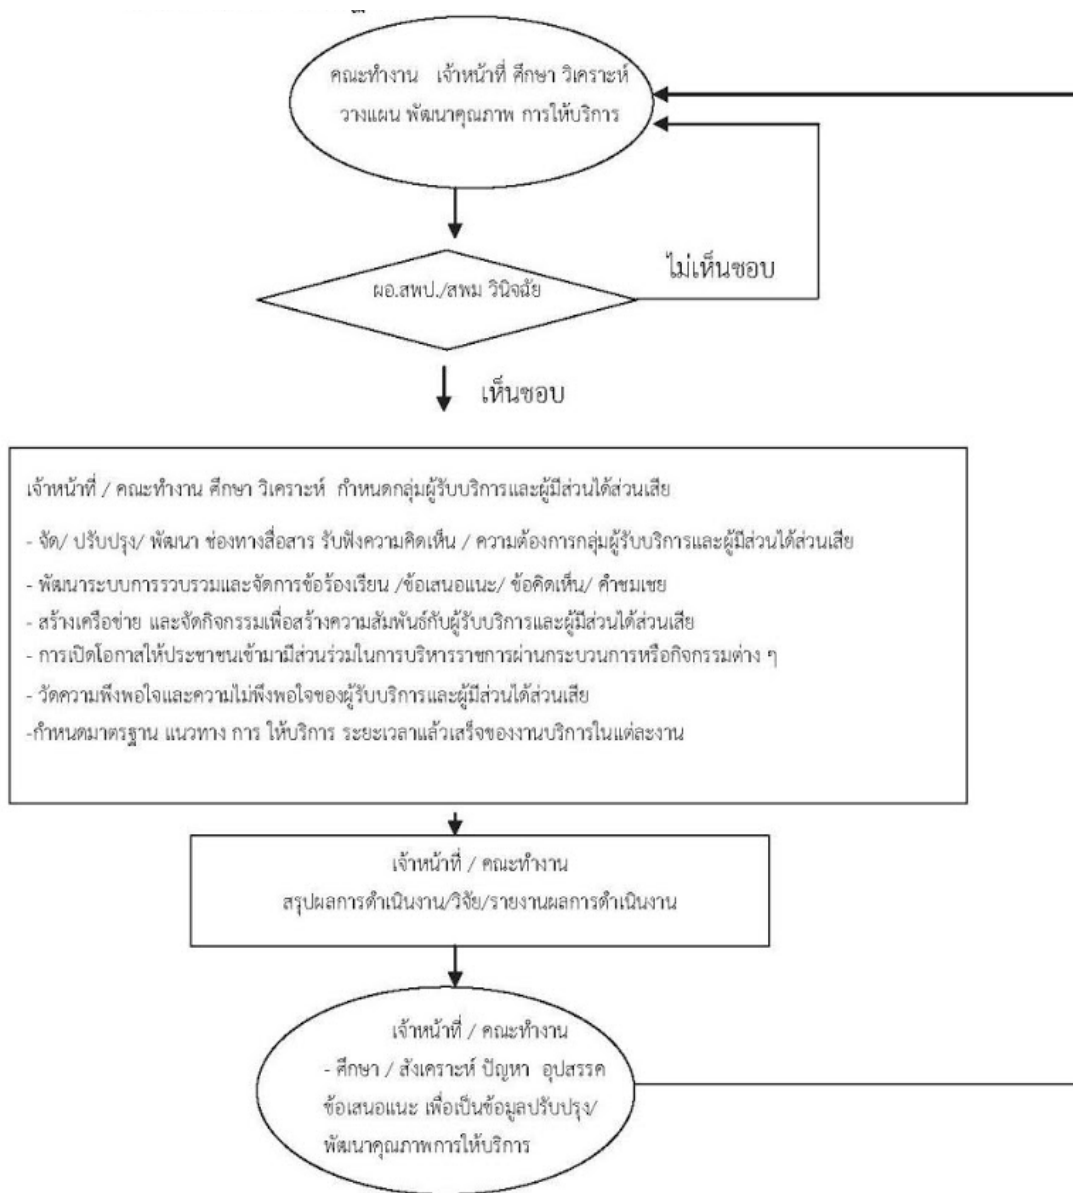 คณะทำงาน เจ้าหน้าที่ ศึกษา วิเคราะห์
วางแผน พัฒนาคุณภาพ การให้บริการ
ผอ.สพป./สพม วินิจฉัย
ไม่เห็นชอบ
เห็นชอบ
เจ้าหน้าที่ / คณะทำงาน ศึกษา วิเคราะห์ กำหนดกลุ่มผู้รับบริการและผู้มีส่วนได้ส่วนเสีย
- จัด/ ปรับปรุง/ พัฒนา ช่องทางสื่อสาร รับฟังความคิดเห็น / ความต้องการกลุ่มผู้รับบริการและผู้มีส่วนได้ส่วนเสีย
- พัฒนาระบบการรวบรวมและจัดการข้อร้องเรียน /ข้อเสนอแนะ/ ข้อคิดเห็น/ คำชมเชย
- สร้างเครือข่าย และจัดกิจกรรมเพื่อสร้างความสัมพันธ์กับผู้รับบริการและผู้มีส่วนได้ส่วนเสีย
- การเปิดโอกาสให้ประชาชนเข้ามามีส่วนร่วมในการบริหารราชการผ่านกระบวนการหรือกิจกรรมต่าง ๆ
- วัดความพึงพอใจและความไม่พึงพอใจของผู้รับบริการและผู้มีส่วนได้ส่วนเสีย
-กำหนดมาตรฐาน แนวทาง การ ให้บริการ ระยะเวลาแล้วเสร็จของงานบริการในแต่ละงาน
เจ้าหน้าที่ / คณะทำงาน
สรุปผลการดำเนินงาน/วิจัย/รายงานผลการดำเนินงาน
เจ้าหน้าที่ / คณะทำงาน
- ศึกษา / สังเคราะห์ ปัญหา อุปสรรค
ข้อเสนอแนะ เพื่อเป็นข้อมูลปรับปรุง/
พัฒนาคุณภาพการให้บริการ